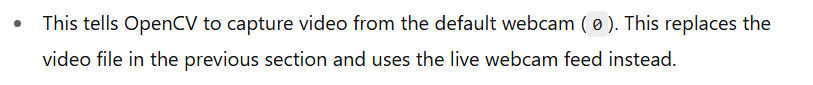 • This tells OpenCV to capture video from the default webcam ( 0 ). This replaces the
video file in the previous section and uses the live webcam feed instead.